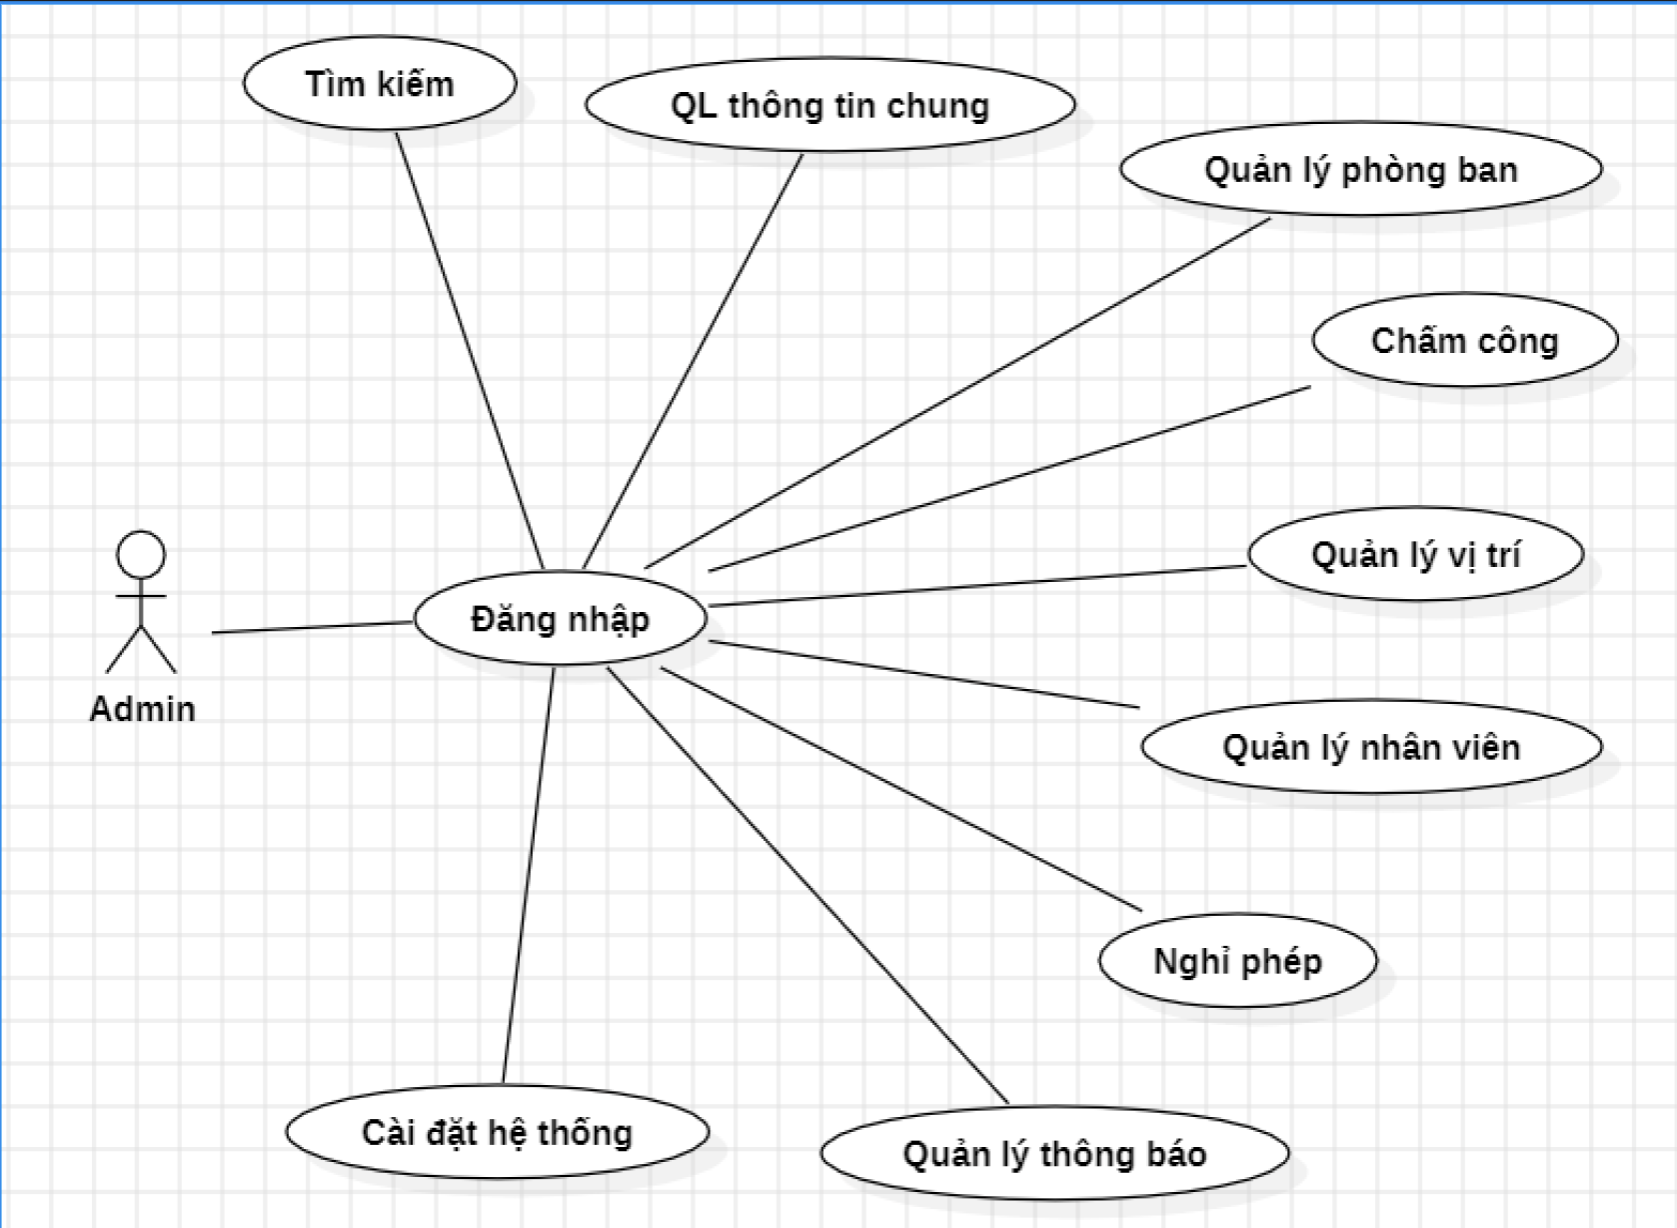 Tìm kiếm
QL thông tin chung
Quản lý phòng ban
Chấm công
Quản lý vị trí
Đăng nhập
Admin
Quản lý nhân viên
Nghỉ phép
Cài đặt hệ thống
Quản lý thông báo